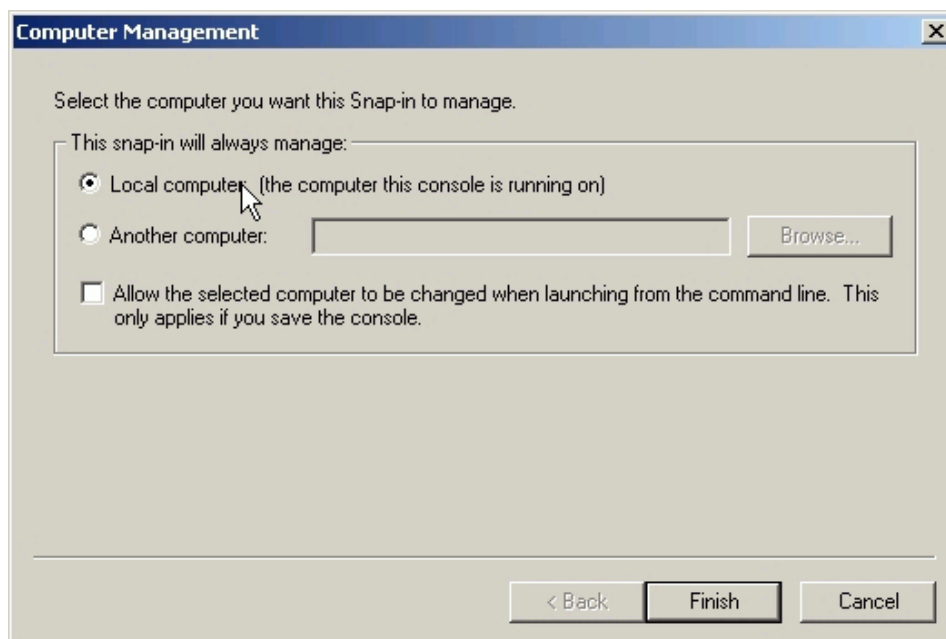 Computer Management
Select the computer you want this Snap-in to manage.
This snap-in will always manage:
Local computer: (the computer this console is running on)
Another computer:
Browse...
Allow the selected computer to be changed when launching from the command line. This
only applies if you save the console.
< Back
Finish
Cancel